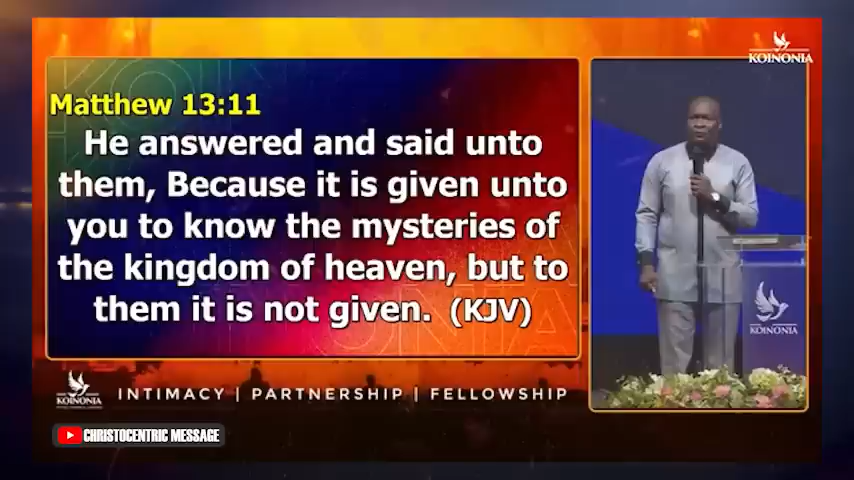 KOINONIA
Matthew 13:11
He answered and said unto
them, Because it is given unto
you to know the mysteries of
the kingdom of heaven, but to
them it is not given. (KJV)
KOINONIA
KOINONIA
INTIMACY | PARTNERSHIP | FELLOWSHIP
CHRISTOCENTRIC MESSAGE